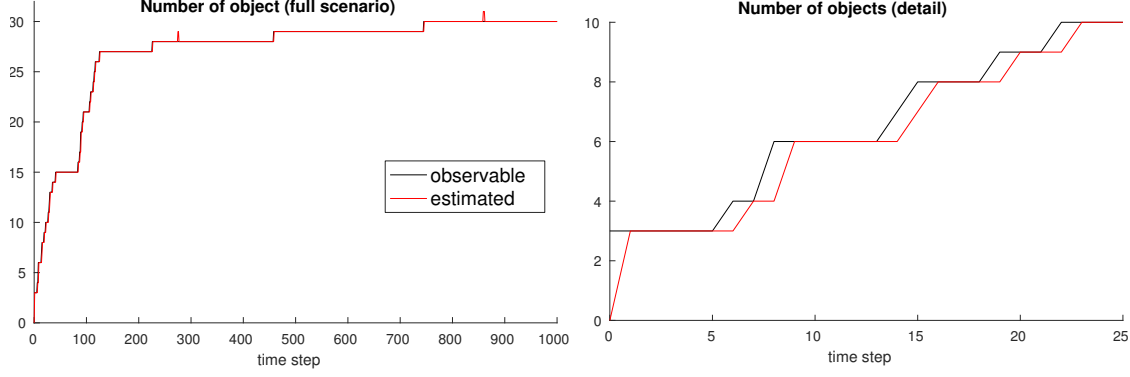 Number of object (full scenario)
30
25
20
15
10
5
0
0 100 200 300 400 500 600 700 800 900 1000
time step
observable
estimated
Number of objects (detail)
10
8
6
4
2
0
0 5 10 15 20 25
time step